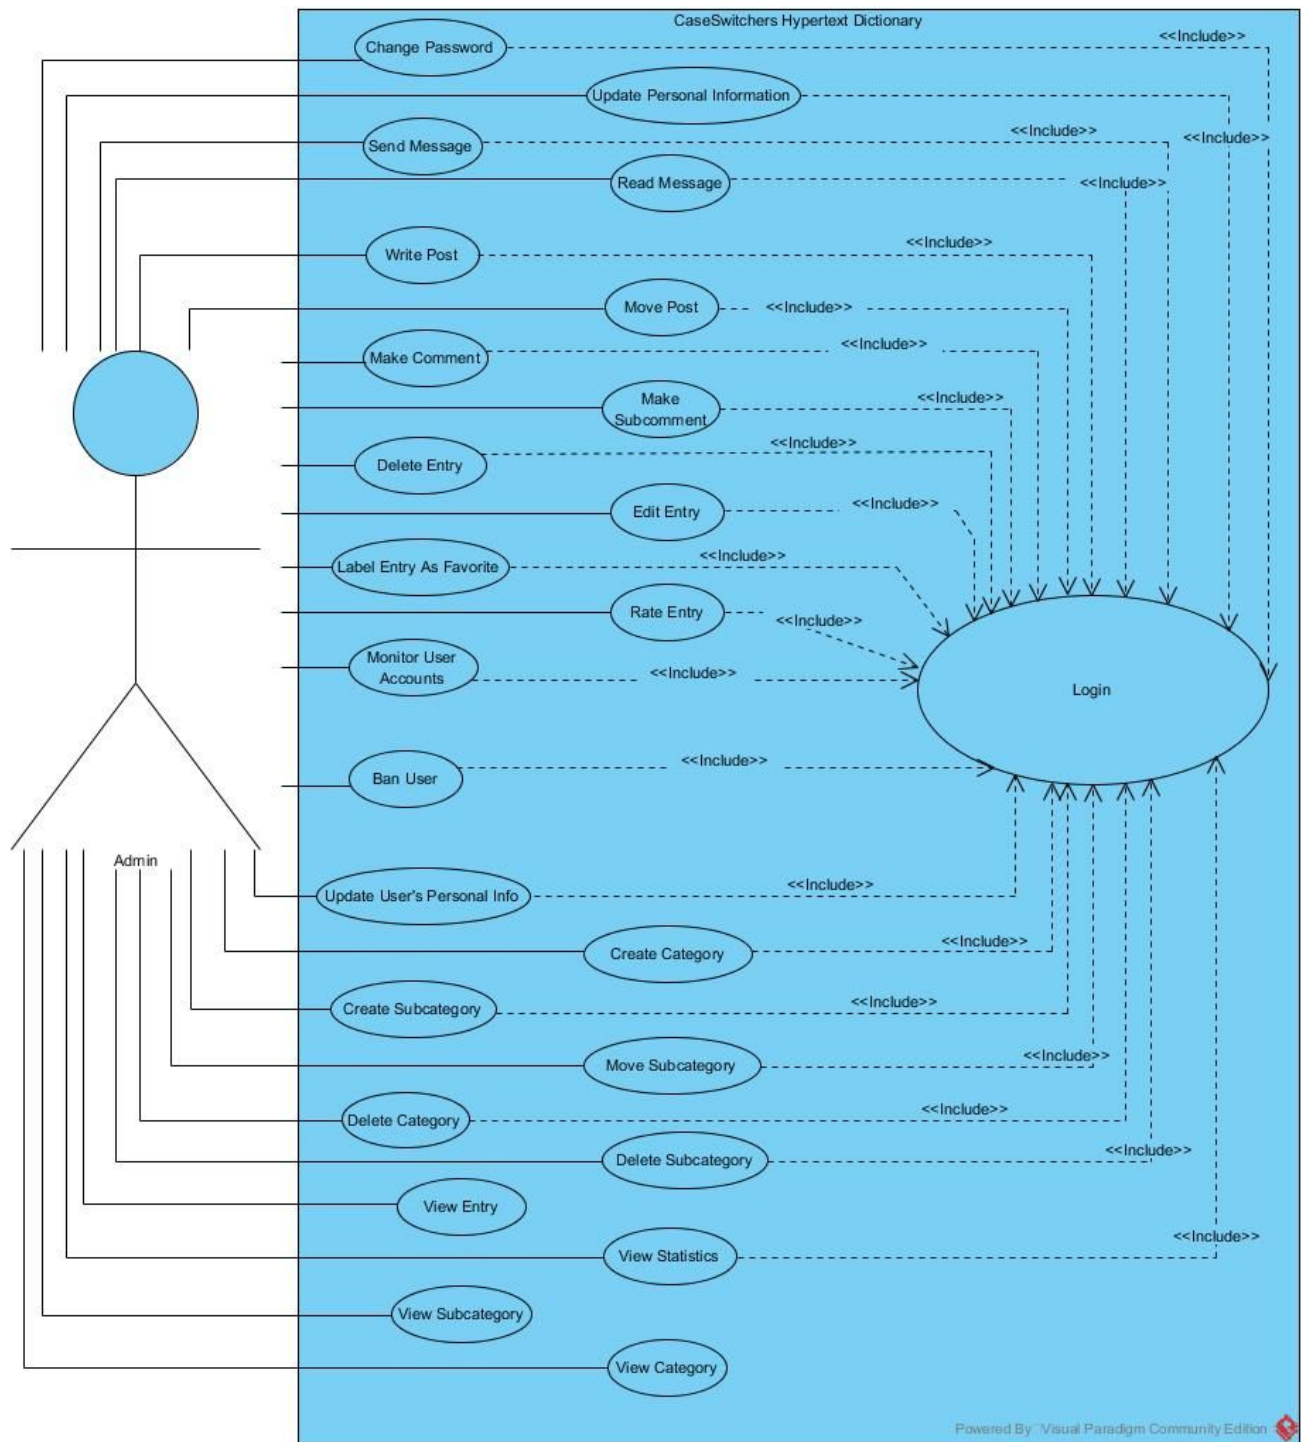 CaseSwitchers Hypertext Dictionary
Change Password
<<Include>>
Update Personal Information
<<Include>>
Send Message
<<Include>>
Read Message
<<Include>>
Write Post
<<Include>>
Move Post
<<Include>>
Make Comment
<<Include>>
Make
Subcomment
<<Include>>
Delete Entry
<<Include>>
Edit Entry
<<Include>>
Label Entry As Favorite
<<Include>>
Rate Entry
<<Include>>
Monitor User
Accounts
<<Include>>
Login
Ban User
<<Include>>
Admin
Update User's Personal Info
<<Include>>
Create Category
<<Include>>
Create Subcategory
<<Include>>
Move Subcategory
<<Include>>
Delete Category
<<Include>>
Delete Subcategory
<<Include>>
View Entry
View Statistics
<<Include>>
View Subcategory
View Category
Powered By Visual Paradigm Community Edition